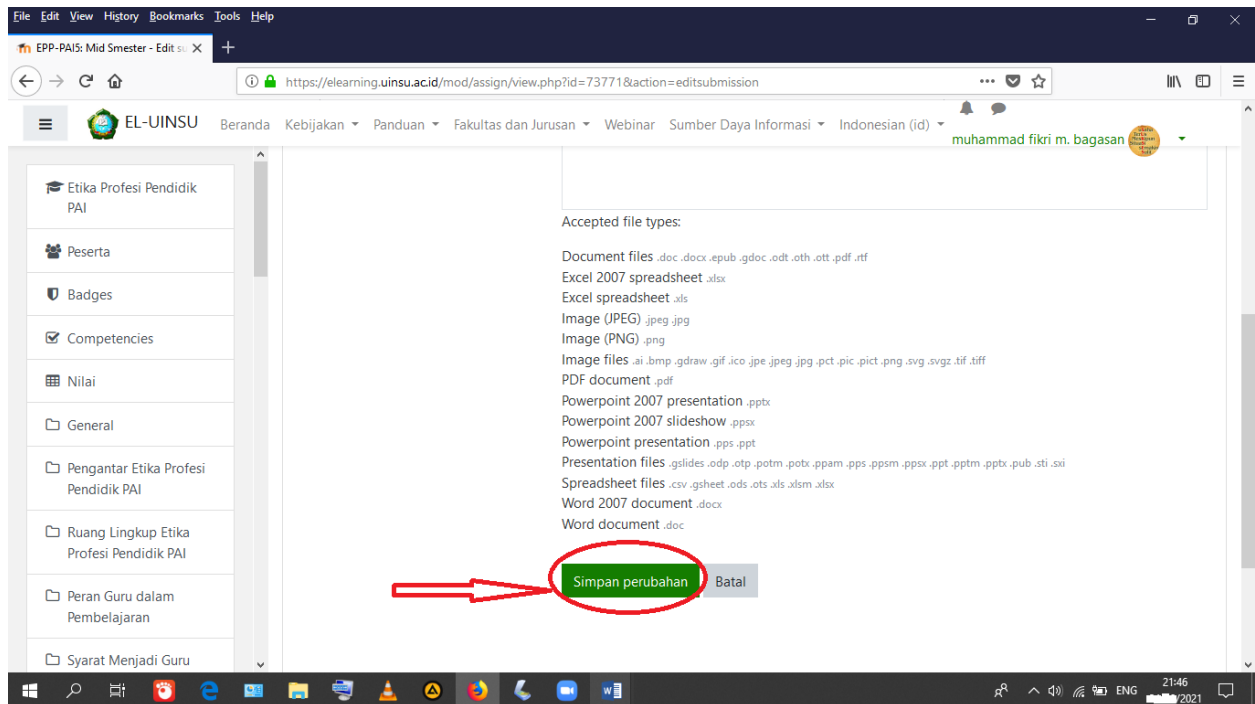 File Edit View History Bookmarks Tools Help
EPP-PAI5: Mid Smester - Edit su
https://elearning.uinsu.ac.id/mod/assign/view.php?id=73771&action=editsubmission
EL-UINSU Beranda Kebijakan Panduan Fakultas dan Jurusan Webinar Sumber Daya Informasi Indonesian (id)
muhammad fikri m. bagasan
Etika Profesi Pendidik
PAI
Peserta
Badges
Competencies
Nilai
General
Pengantar Etika Profesi
Pendidik PAI
Ruang Lingkup Etika
Profesi Pendidik PAI
Peran Guru dalam
Pembelajaran
Syarat Menjadi Guru
Accepted file types:
Document files .doc .docx .epub .gdoc .odt .oth .ott .pdf .rtf
Excel 2007 spreadsheet .xlsx
Excel spreadsheet .xls
Image (JPEG) .jpeg .jpg
Image (PNG) .png
Image files .ai .bmp .gdraw .gif .ico .jpe .jpeg .jpg .pct .pic .pict .png .svg .svgz .tif .tiff
PDF document .pdf
Powerpoint 2007 presentation .pptx
Powerpoint 2007 slideshow .ppsx
Powerpoint presentation .pps .ppt
Presentation files .gslides .odp .otp .potm .potx .ppam .pps .ppsm .ppsx .ppt .pptm .pptx .pub .sti .sxi
Spreadsheet files .csv .gsheet .ods .ots .xls .xlsm .xlsx
Word 2007 document .docx
Word document .doc
Simpan perubahan Batal
ENG
21:46
/2021